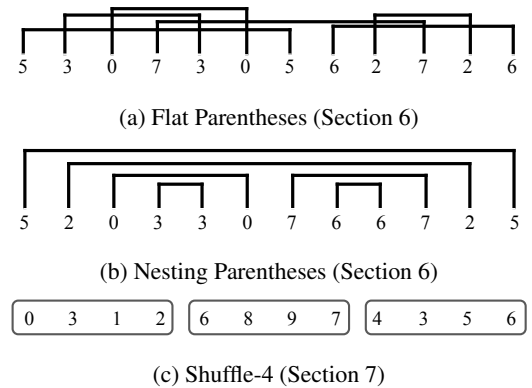 5 3 0 7 3 0 5 6 2 7 2 6
(a) Flat Parentheses (Section 6)
5 2 0 3 3 0 7 6 6 7 2 5
(b) Nesting Parentheses (Section 6)
0 3 1 2 6 8 9 7 4 3 5 6
(c) Shuffle-4 (Section 7)